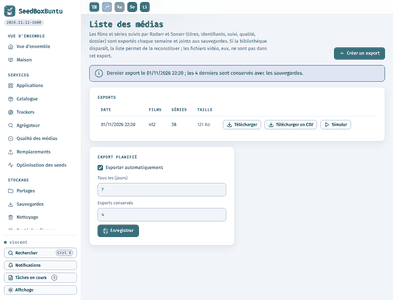 SeedBoxBuntu
VUE D'ENSEMBLE
Vue d'ensemble
Maison
SERVICES
Applications
Catalogue
Trackers
Agrégateur
Qualité des médias
Remplacements
Optimisation des seeds
STOCKAGE
Partages
Sauvegardes
Nettoyage
vincent
Rechercher
Ctrl K
Notifications
Tâches en cours
Affichage
Liste des médias
Les films et séries suivis par Radarr et Sonarr (titres, identifiants, suivi, qualité,
dossier) sont exportés chaque semaine et joints aux sauvegardes. Si la bibliothèque
disparaît, la liste permet de la reconstituer ; les fichiers vidéo, eux, ne sont pas dans
cet export.
Créer un export
Dernier export le 01/11/2026 22:20 ; les 4 derniers sont conservés avec les sauvegardes.
EXPORTS
DATE FILMS SÉRIES TAILLE
01/11/2026 22:20 412 38 121 Ko Télécharger Télécharger en CSV Simuler
EXPORT PLANIFIÉ
Exporter automatiquement
Tous les (jours)
7
Exports conservés
4
Enregistrer